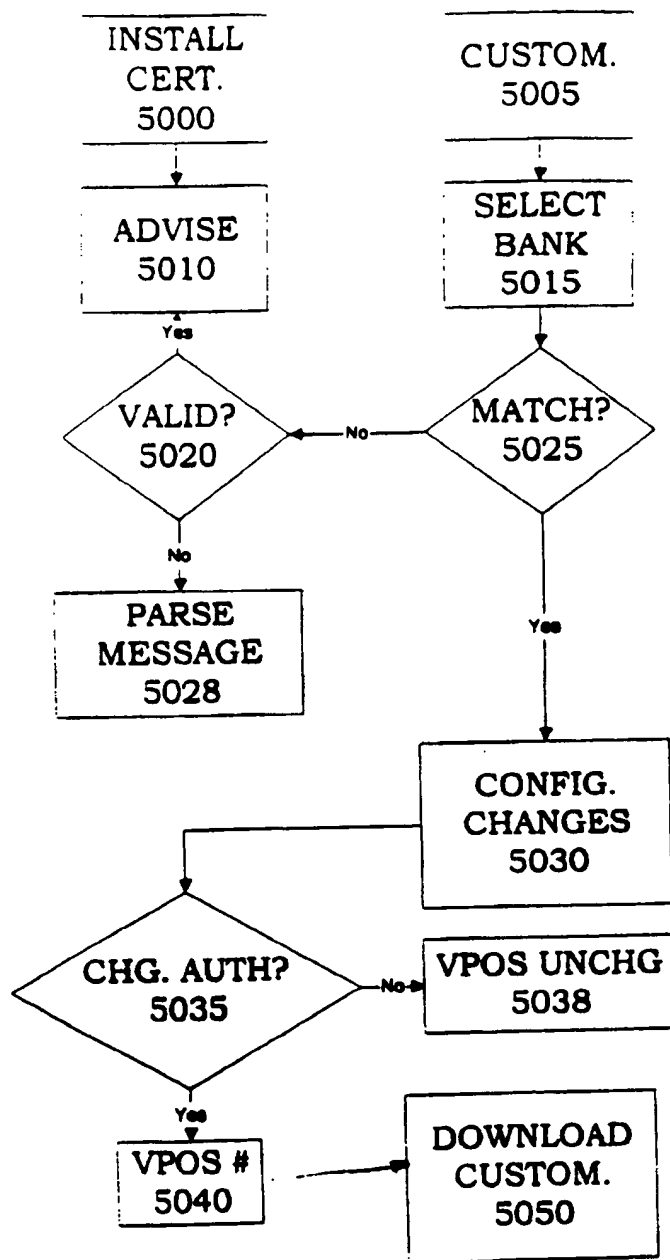 INSTALL
CERT.
5000
CUSTOM.
5005
ADVISE
5010
SELECT
BANK
5015
Yes
VALID?
5020
No
MATCH?
5025
No
PARSE
MESSAGE
5028
Yes
CONFIG.
CHANGES
5030
CHG. AUTH?
5035
No
VPOS UNCHG
5038
Yes
VPOS #
5040
DOWNLOAD
CUSTOM.
5050